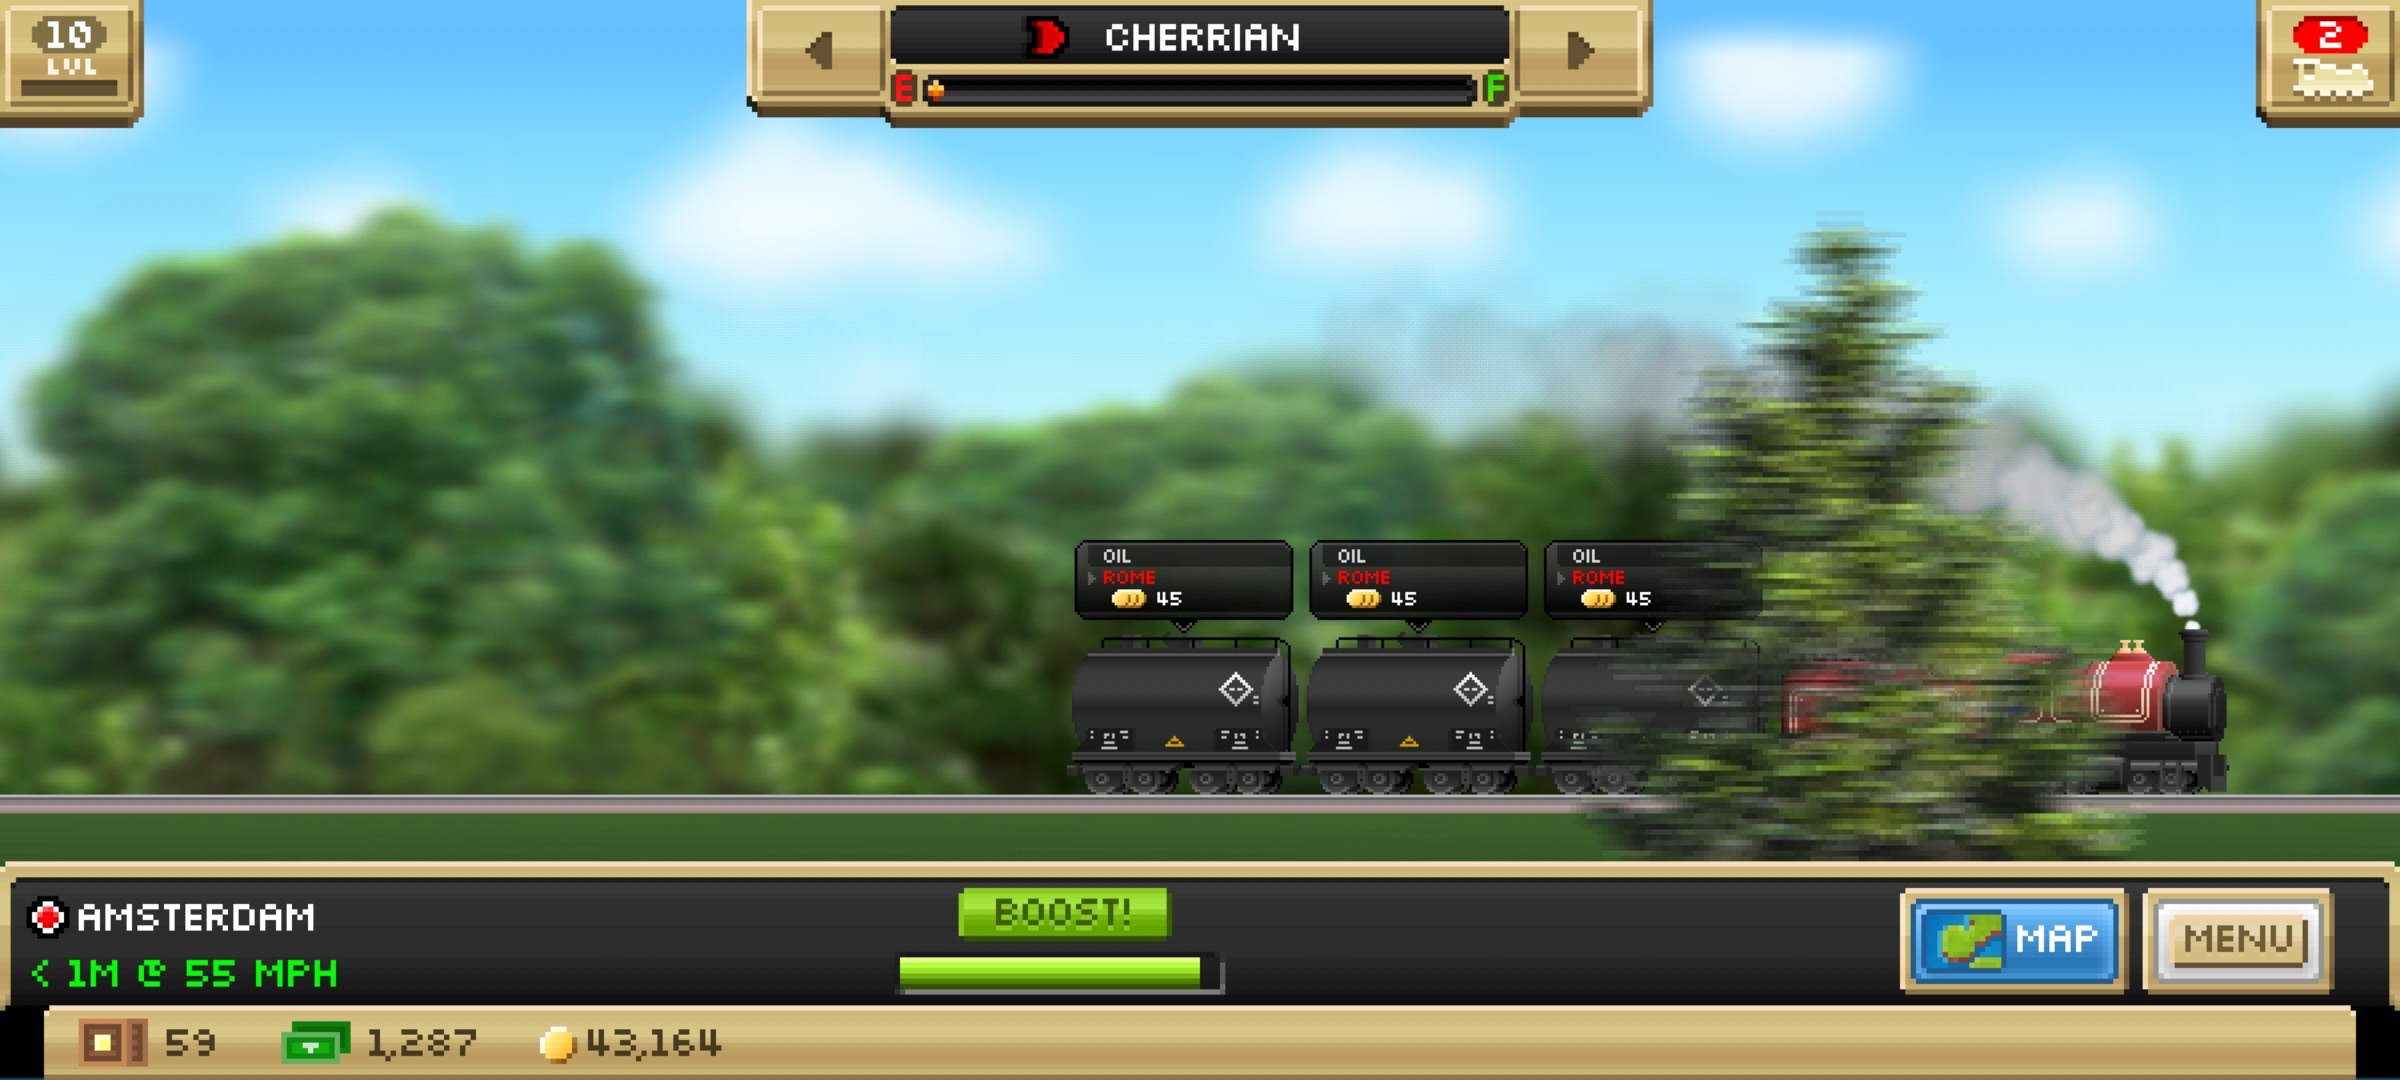 10
LVL
CHERRIAN
E F
2
OIL
ROME
45
OIL
ROME
45
OIL
ROME
45
AMSTERDAM
< 1M @ 55 MPH
BOOST!
MAP
MENU
59
1,287
43,164